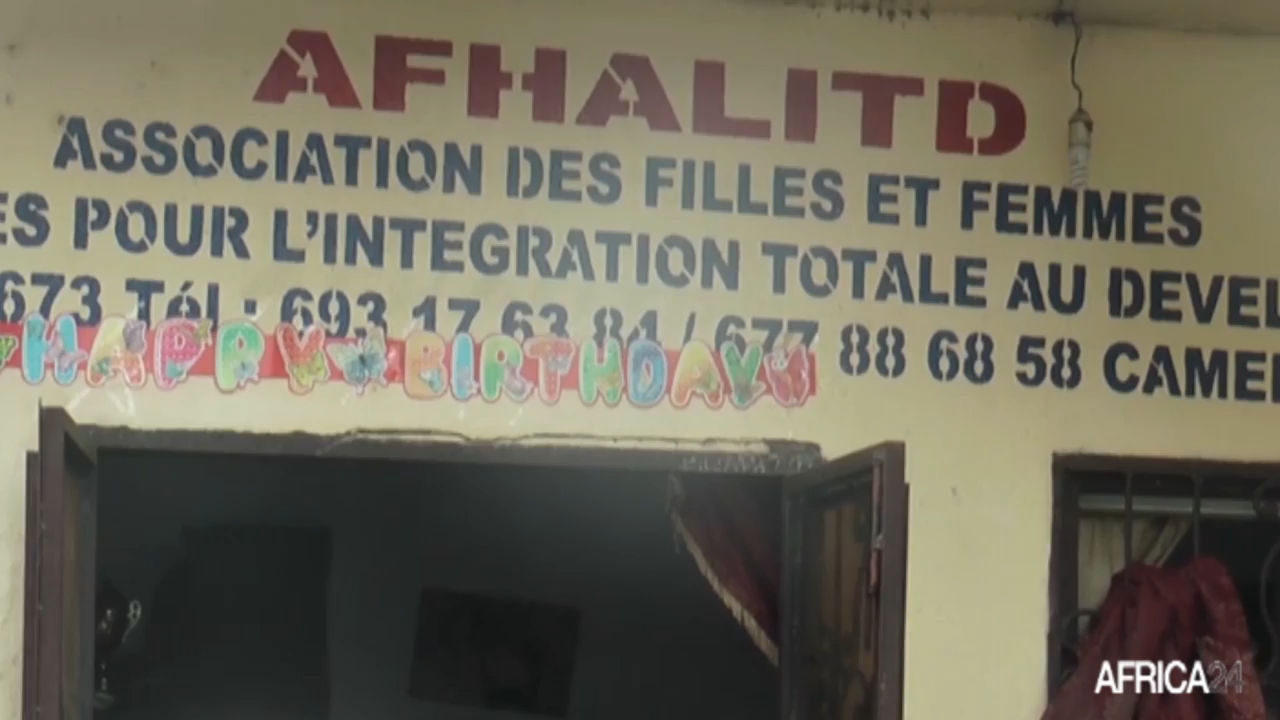 AFHALITD
ASSOCIATION DES FILLES ET FEMMES
ES POUR L'INTEGRATION TOTALE AU DEVEL
673 Tél : 693 17 63 84 / 677 88 68 58 CAME
HAPPY BIRTHDAY
AFRICA24